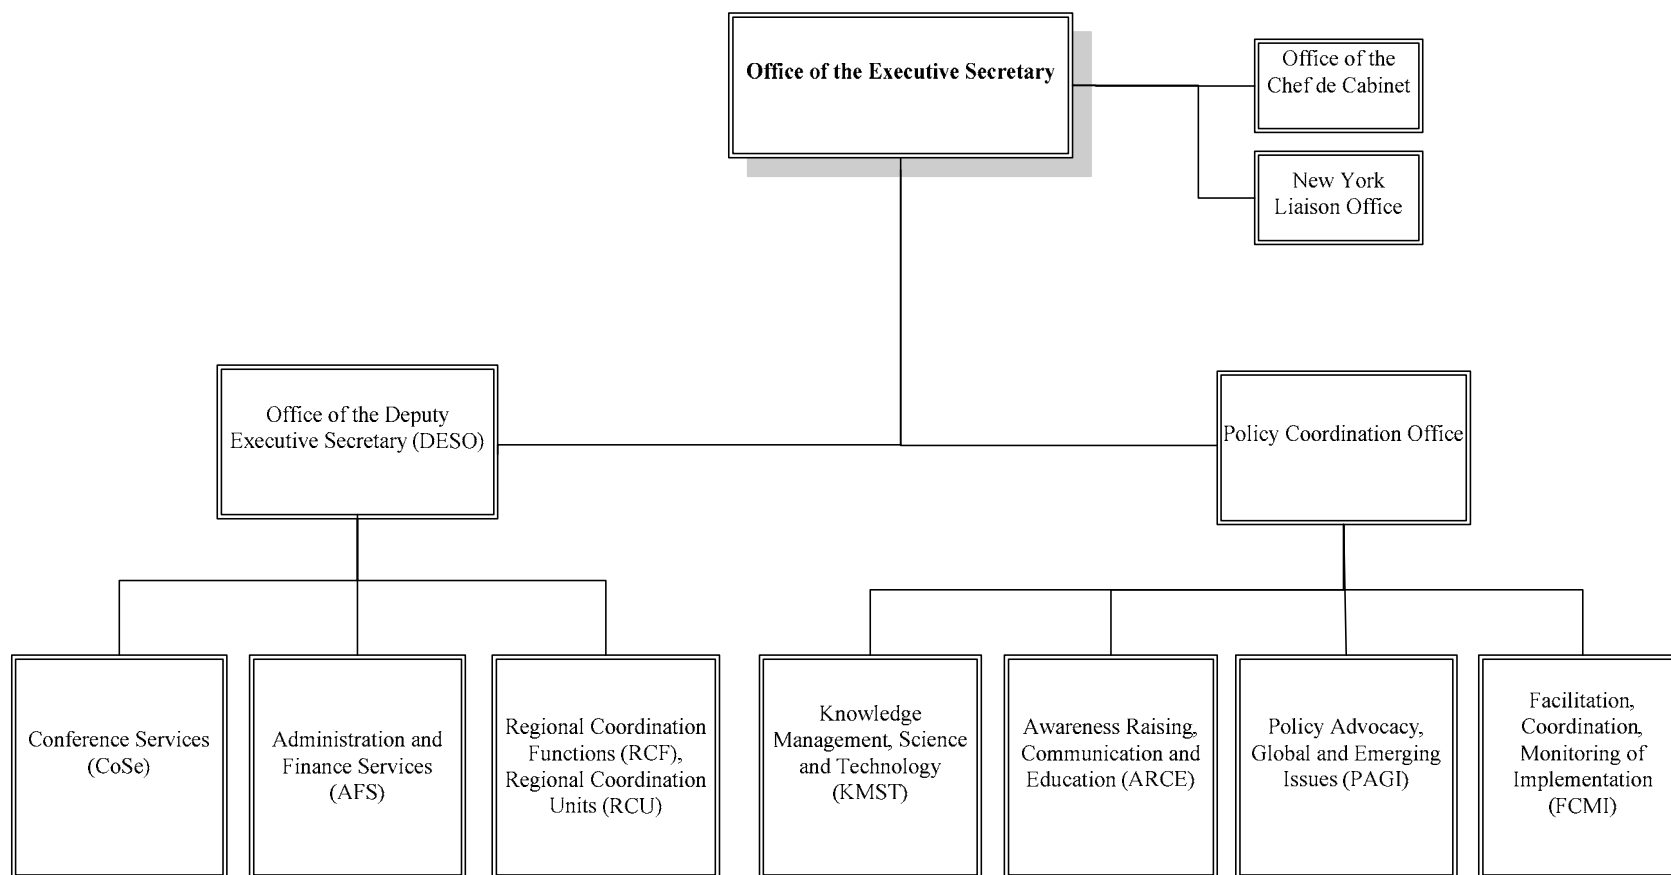 Office of the Executive Secretary
Office of the
Chef de Cabinet
New York
Liaison Office
Office of the Deputy
Executive Secretary (DESO)
Policy Coordination Office
Conference Services
(CoSe)
Administration and
Finance Services
(AFS)
Regional Coordination
Functions (RCF),
Regional Coordination
Units (RCU)
Knowledge
Management, Science
and Technology
(KMST)
Awareness Raising,
Communication and
Education (ARCE)
Policy Advocacy,
Global and Emerging
Issues (PAGI)
Facilitation,
Coordination,
Monitoring of
Implementation
(FCMI)